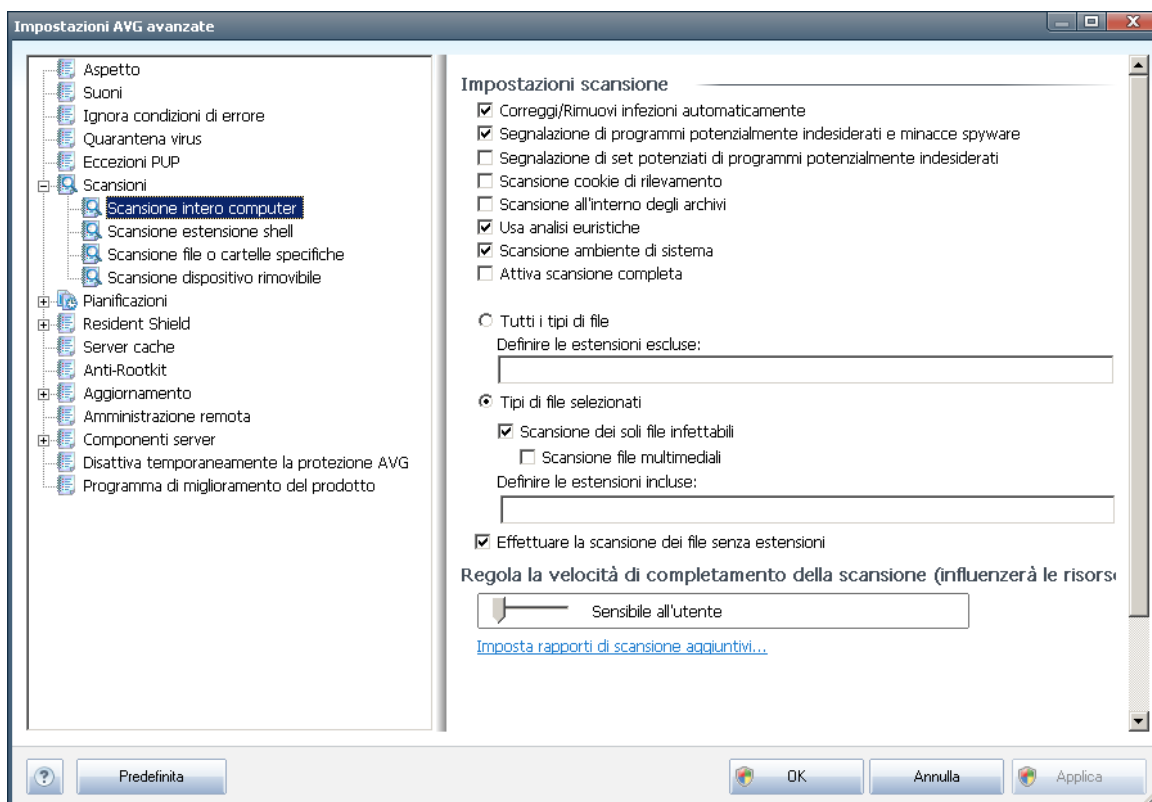 Impostazioni AVG avanzate
Aspetto
Suoni
Ignora condizioni di errore
Quarantena virus
Eccezioni PUP
Scansioni
Scansione intero computer
Scansione estensione shell
Scansione file o cartelle specifiche
Scansione dispositivo rimovibile
Pianificazioni
Resident Shield
Server cache
Anti-Rootkit
Aggiornamento
Amministrazione remota
Componenti server
Disattiva temporaneamente la protezione AVG
Programma di miglioramento del prodotto
Impostazioni scansione
Correggi/Rimuovi infezioni automaticamente
Segnalazione di programmi potenzialmente indesiderati e minacce spyware
Segnalazione di set potenziati di programmi potenzialmente indesiderati
Scansione cookie di rilevamento
Scansione all'interno degli archivi
Usa analisi euristiche
Scansione ambiente di sistema
Attiva scansione completa
Tutti i tipi di file
Definire le estensioni escluse:
Tipi di file selezionati
Scansione dei soli file infettabili
Scansione file multimediali
Definire le estensioni incluse:
Effettuare la scansione dei file senza estensioni
Regola la velocità di completamento della scansione (influenzerà le risorse
Sensibile all'utente
Imposta rapporti di scansione aggiuntivi...
? Predefinita OK Annulla Applica